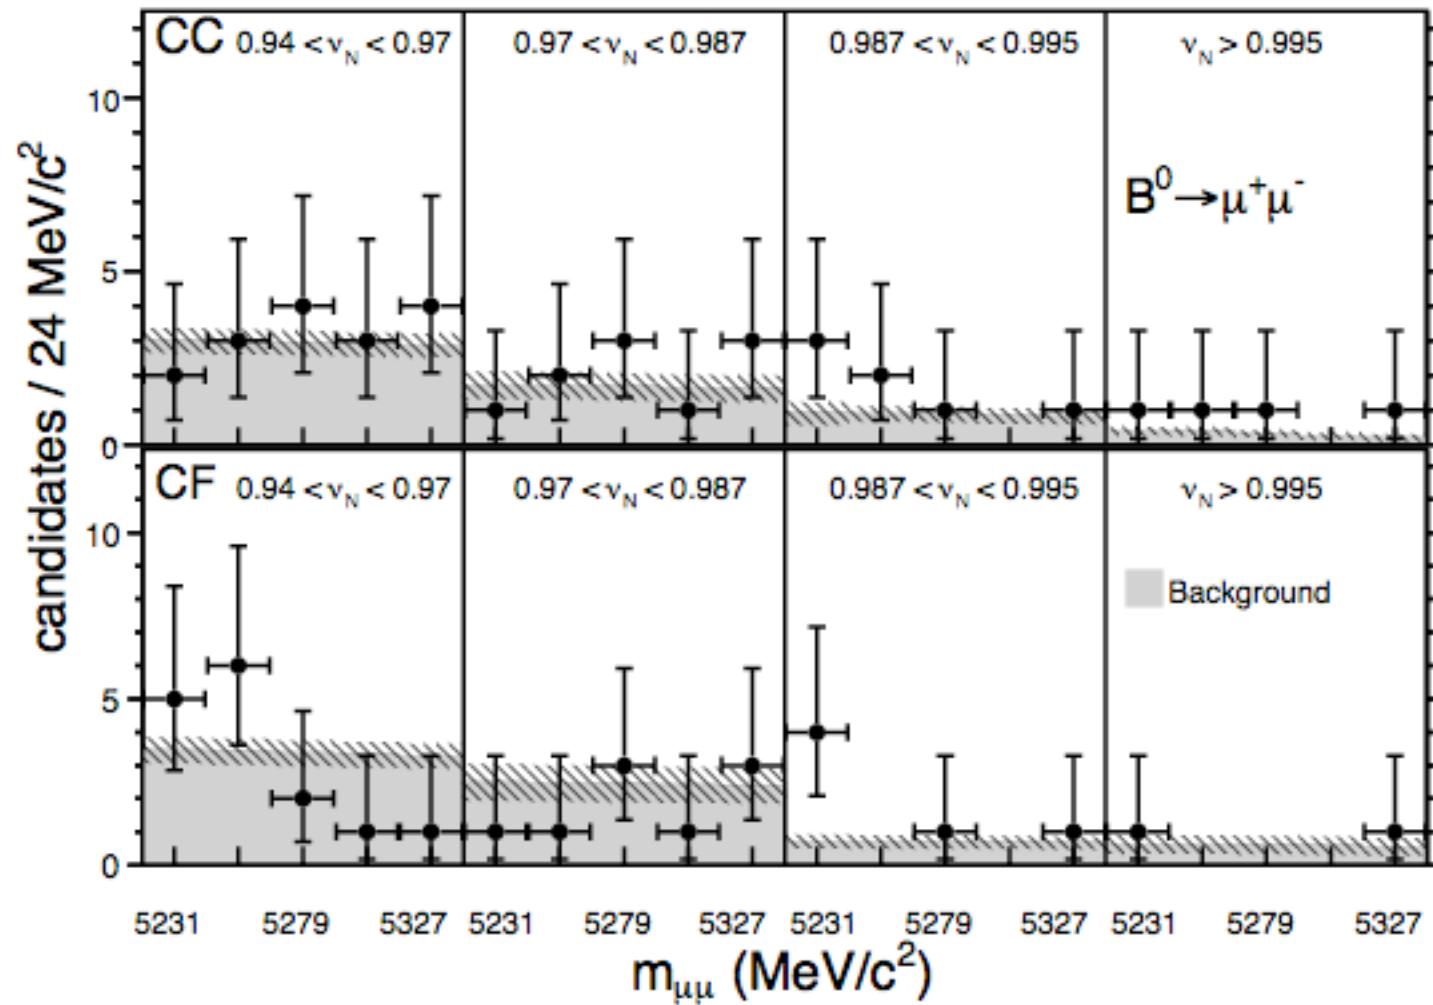 CC 0.94 < ν_N < 0.97 0.97 < ν_N < 0.987 0.987 < ν_N < 0.995 ν_N > 0.995
10
B⁰→μ⁺μ⁻
5
0
CF 0.94 < ν_N < 0.97 0.97 < ν_N < 0.987 0.987 < ν_N < 0.995 ν_N > 0.995
10
Background
5
0
candidates / 24 MeV/c²
5231 5279 5327 5231 5279 5327 5231 5279 5327 5231 5279 5327
m_μμ (MeV/c²)